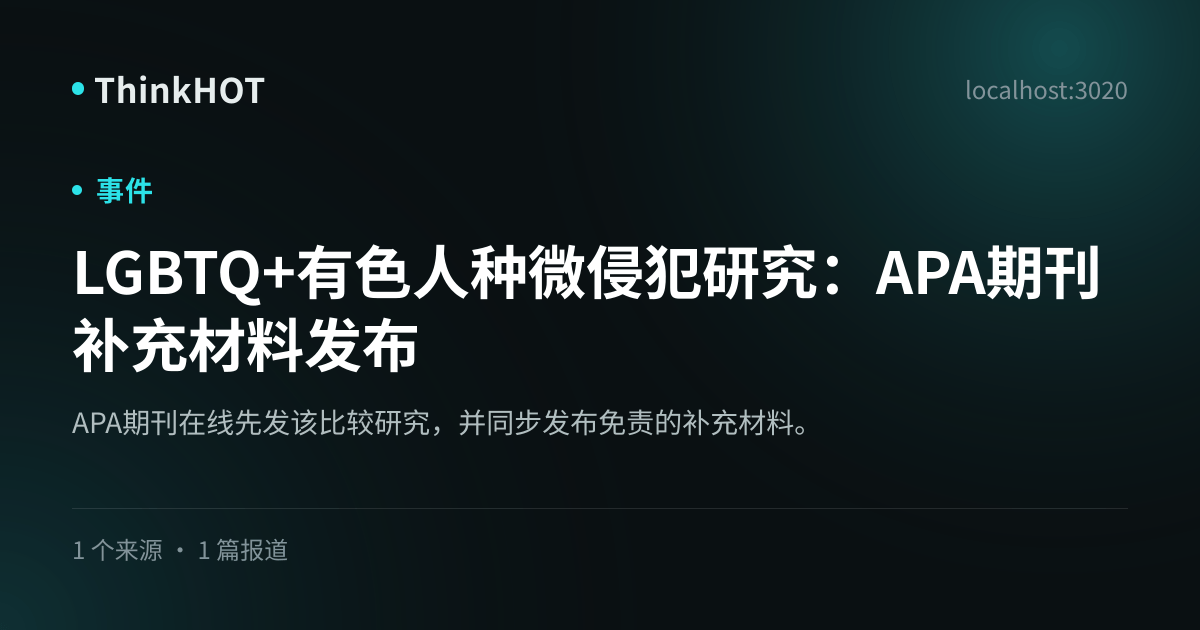 ThinkHOT
localhost:3020
事件
LGBTQ+有色人种微侵犯研究：APA期刊
补充材料发布
APA期刊在线先发该比较研究，并同步发布免责的补充材料。
1 个来源 · 1 篇报道